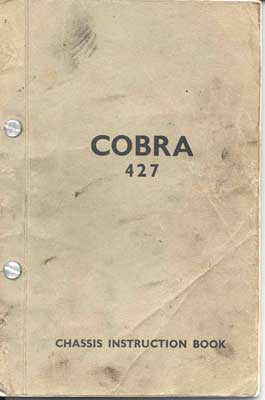 COBRA
427
CHASSIS INSTRUCTION BOOK